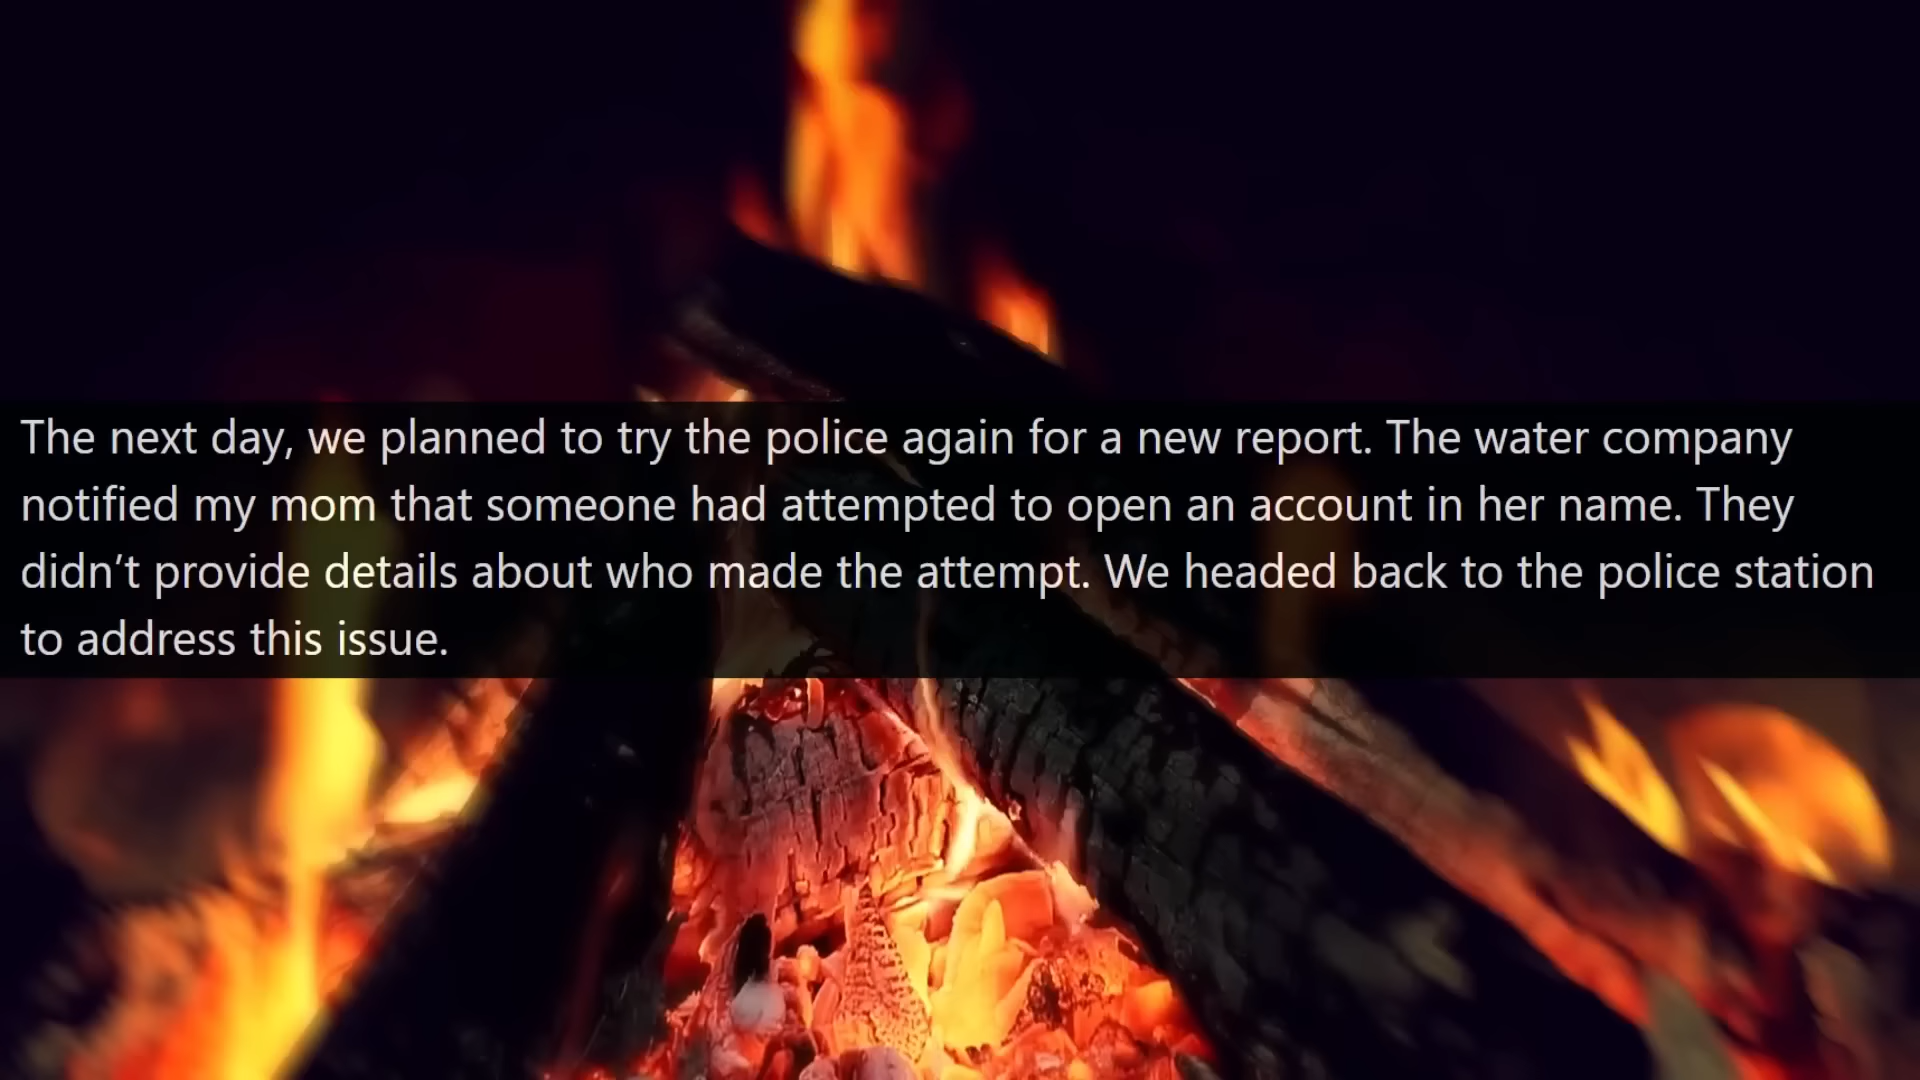 The next day, we planned to try the police again for a new report. The water company
notified my mom that someone had attempted to open an account in her name. They
didn’t provide details about who made the attempt. We headed back to the police station
to address this issue.